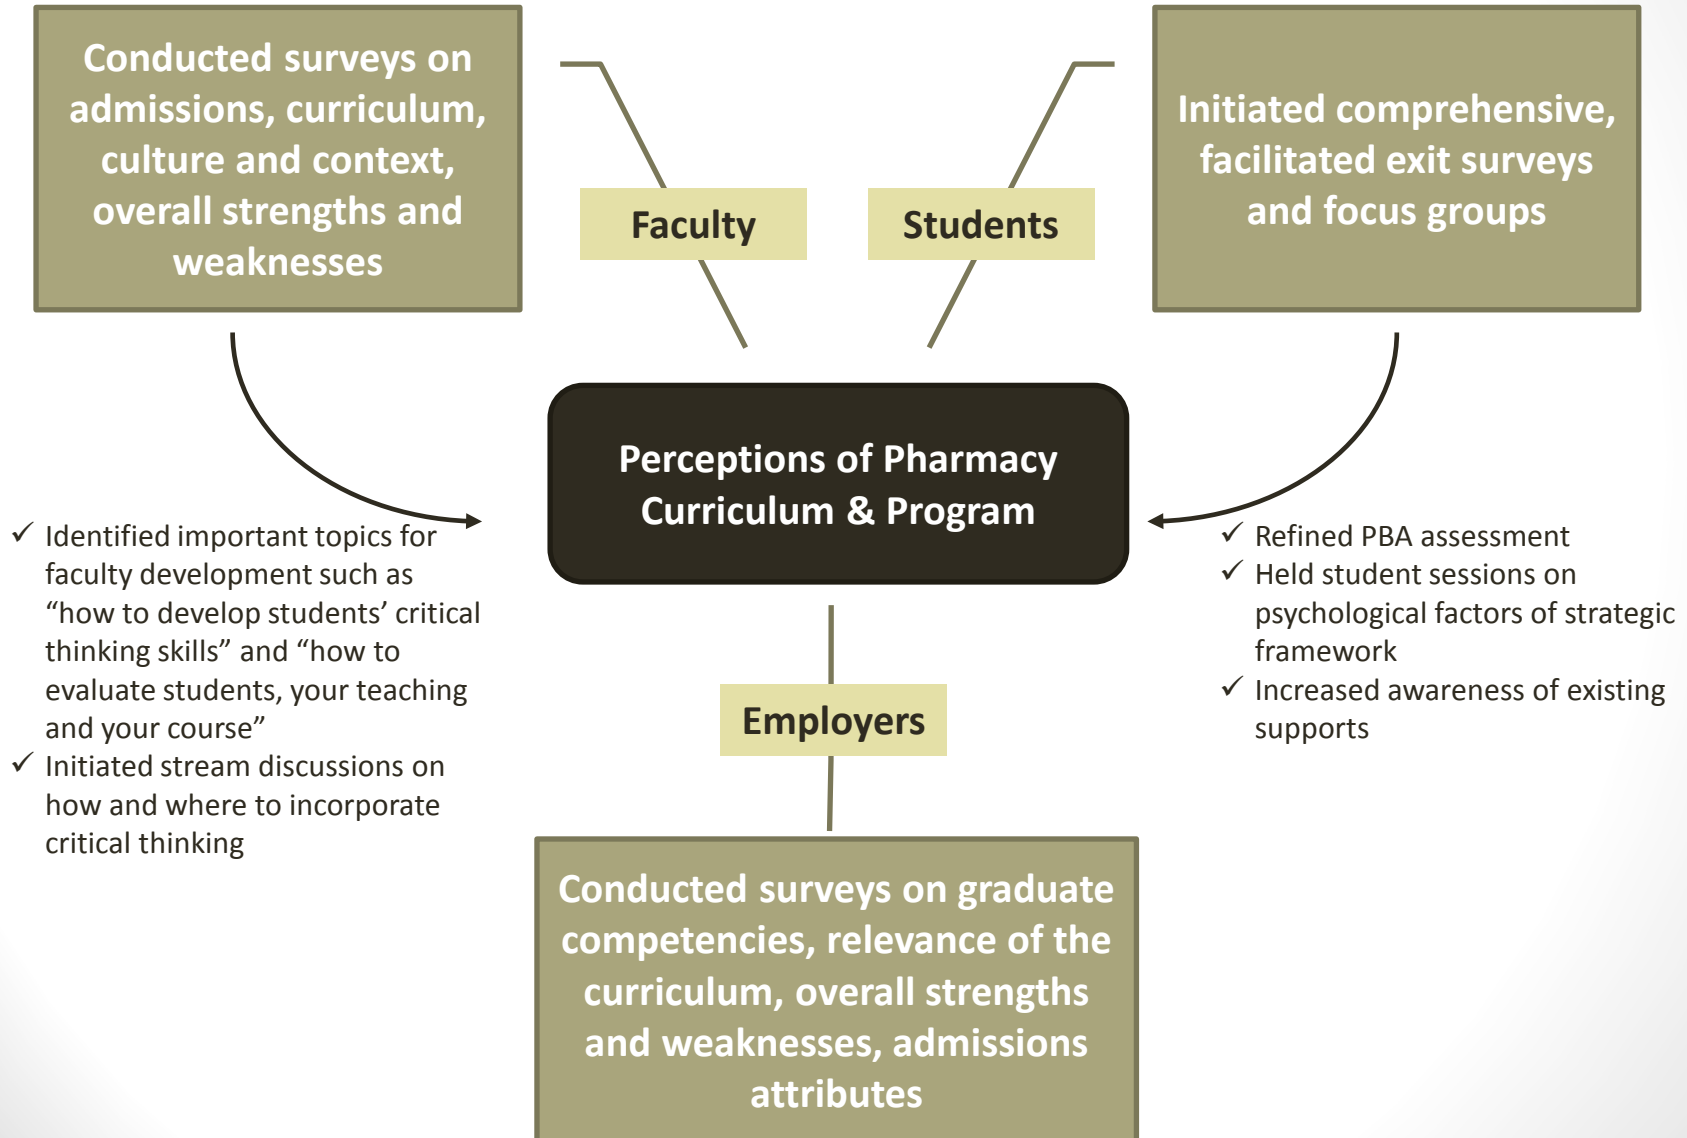 Conducted surveys on
admissions, curriculum,
culture and context,
overall strengths and
weaknesses
Faculty
Students
Initiated comprehensive,
facilitated exit surveys
and focus groups
Perceptions of Pharmacy
Curriculum & Program
✓ Identified important topics for
faculty development such as
“how to develop students’ critical
thinking skills” and “how to
evaluate students, your teaching
and your course”
✓ Initiated stream discussions on
how and where to incorporate
critical thinking
✓ Refined PBA assessment
✓ Held student sessions on
psychological factors of strategic
framework
✓ Increased awareness of existing
supports
Employers
Conducted surveys on graduate
competencies, relevance of the
curriculum, overall strengths
and weaknesses, admissions
attributes